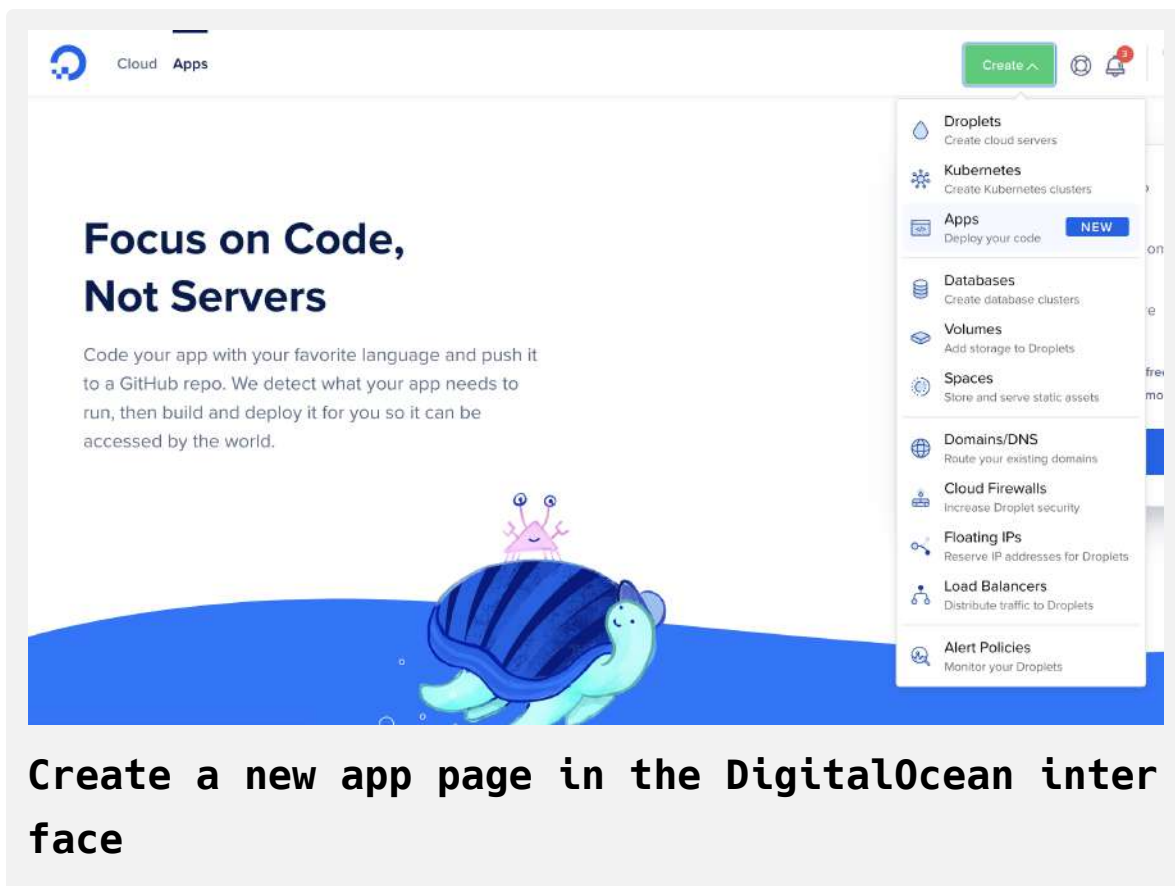 Cloud Apps
Create
3
Droplets
Create cloud servers
Kubernetes
Create Kubernetes clusters
Apps
Deploy your code
NEW
Databases
Create database clusters
Volumes
Add storage to Droplets
Spaces
Store and serve static assets
Domains/DNS
Route your existing domains
Cloud Firewalls
Increase Droplet security
Floating IPs
Reserve IP addresses for Droplets
Load Balancers
Distribute traffic to Droplets
Alert Policies
Monitor your Droplets
Focus on Code,
Not Servers
Code your app with your favorite language and push it
to a GitHub repo. We detect what your app needs to
run, then build and deploy it for you so it can be
accessed by the world.
Create a new app page in the DigitalOcean inter
face